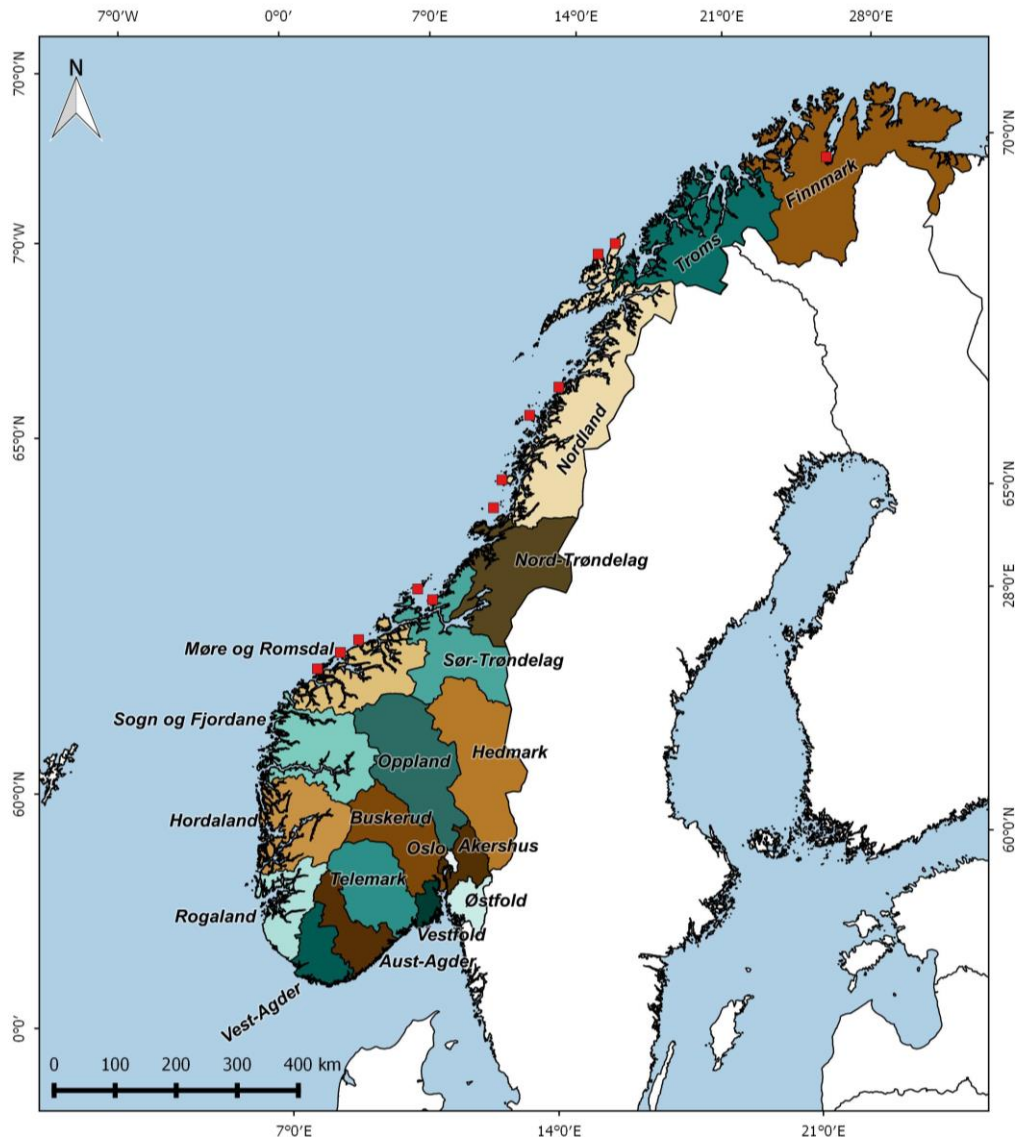 7°0'W 0°0' 7°0'E 14°0'E 21°0'E 28°0'E
70°0'N
N
70°0'N
Finnmark
7°0'W
Troms
65°0'N
Nordland
65°0'N
Nord-Trøndelag
28°0'E
Møre og Romsdal
Sør-Trøndelag
Sogn og Fjordane
Hedmark
Oppland
60°0'N
Hordaland
Buskerud
60°0'N
Oslo
Akershus
Telemark
Østfold
Rogaland
Vestfold
Aust-Agder
Vest-Agder
0°0'
0 100 200 300 400 km
7°0'E 14°0'E 21°0'E